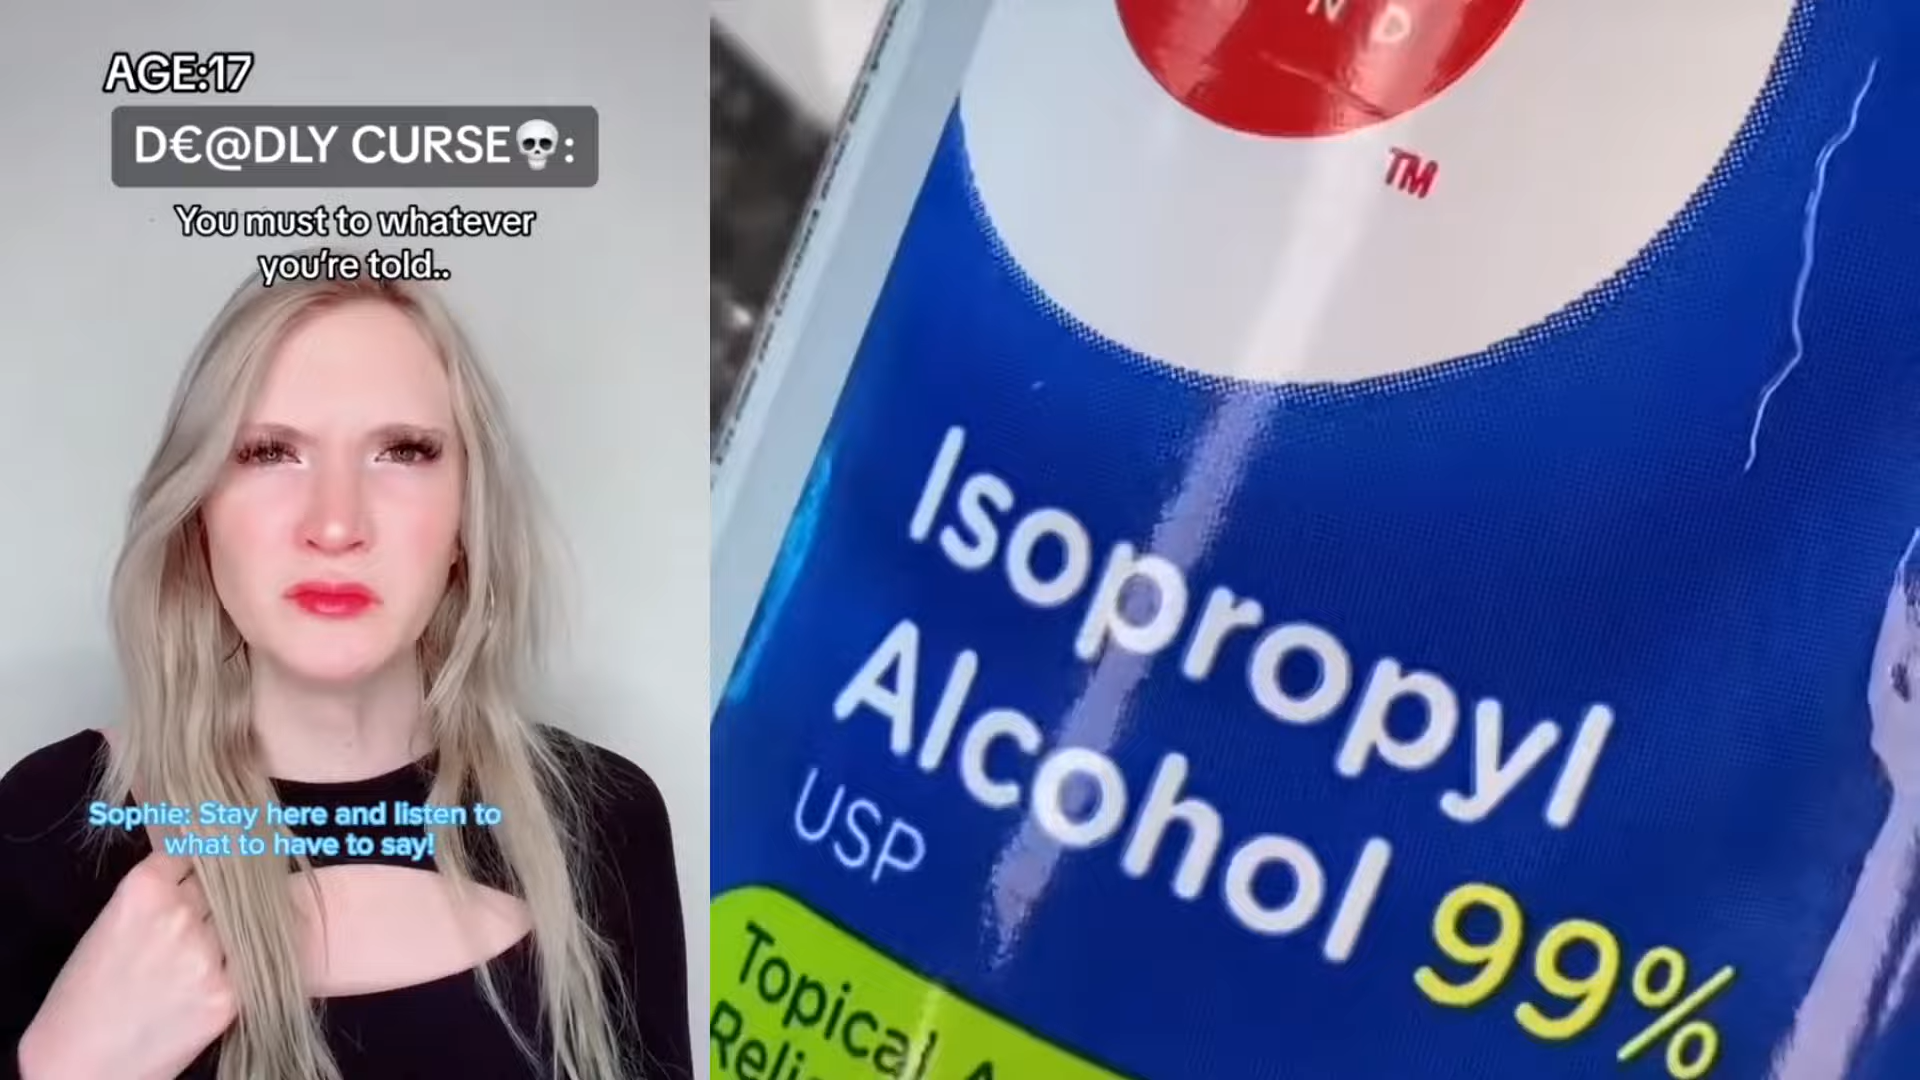 AGE:17
D€@DLY CURSE💀:
You must to whatever
you're told..
Sophie: Stay here and listen to
what to have to say!
N D
TM
Isopropyl
Alcohol 99%
USP
Topical A
Reli